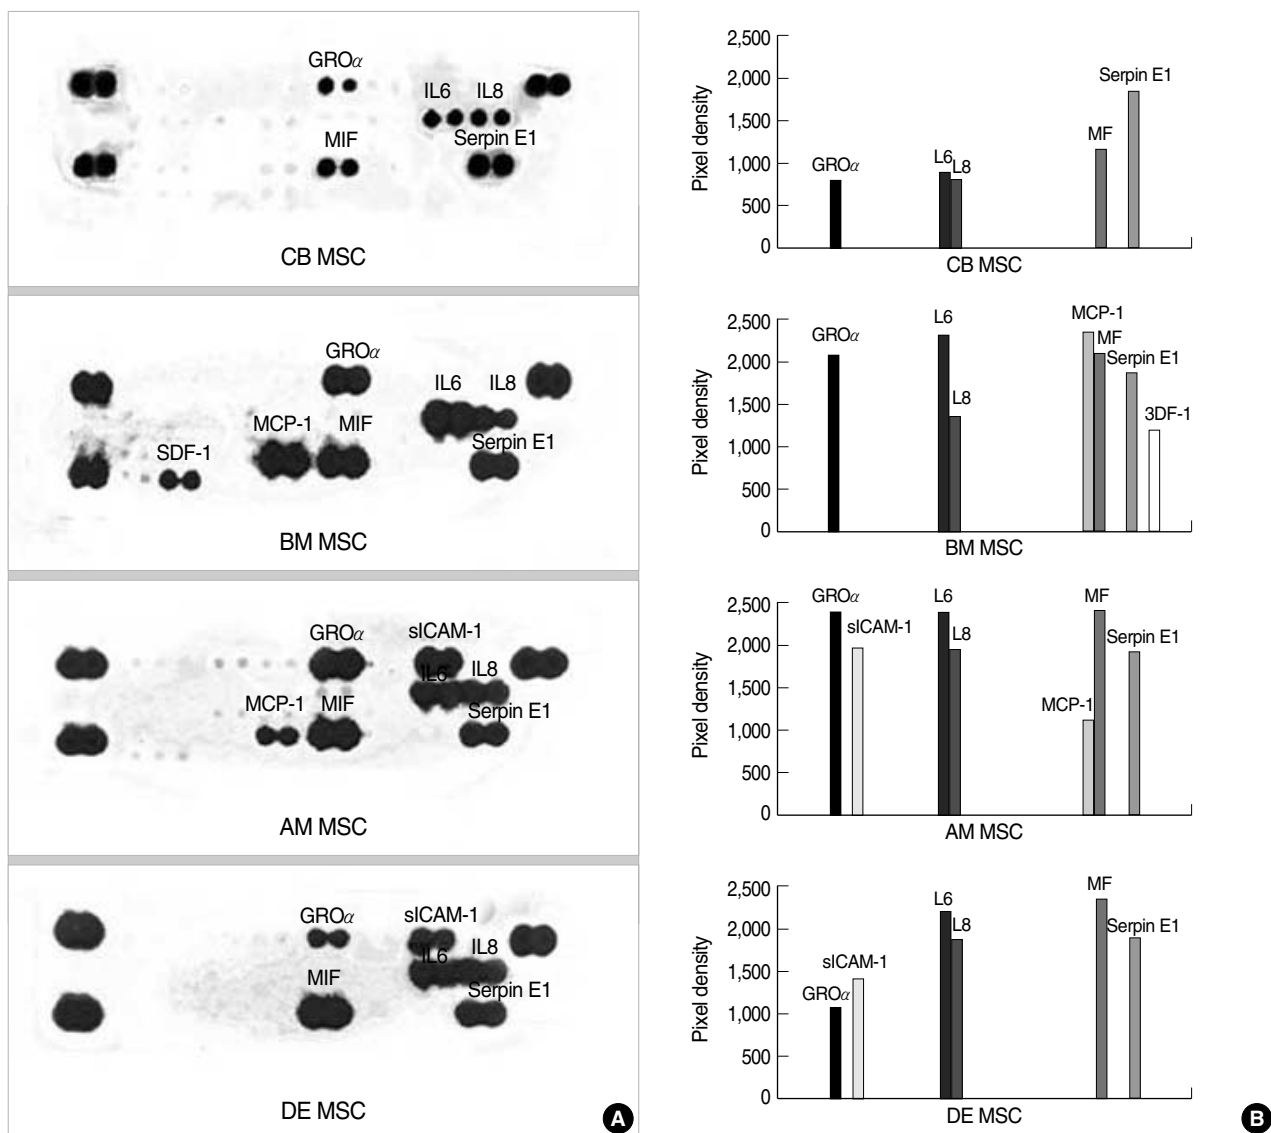 GROα
IL6 IL8
MIF Serpin E1
CB MSC
GROα
IL6 IL8
MCP-1 MIF
Serpin E1
SDF-1
BM MSC
GROα sICAM-1
IL6 IL8
MCP-1 MIF
Serpin E1
AM MSC
GROα sICAM-1
IL6 IL8
MIF
Serpin E1
DE MSC
A
Pixel density
2,500
2,000
1,500
1,000
500
0
GROα
L6
L8
MF
Serpin E1
CB MSC
Pixel density
2,500
2,000
1,500
1,000
500
0
GROα
L6
L8
MCP-1
MF
Serpin E1
3DF-1
BM MSC
Pixel density
2,500
2,000
1,500
1,000
500
0
GROα
sICAM-1
L6
L8
MCP-1
MF
Serpin E1
AM MSC
Pixel density
2,500
2,000
1,500
1,000
500
0
GROα
sICAM-1
L6
L8
MF
Serpin E1
DE MSC
B